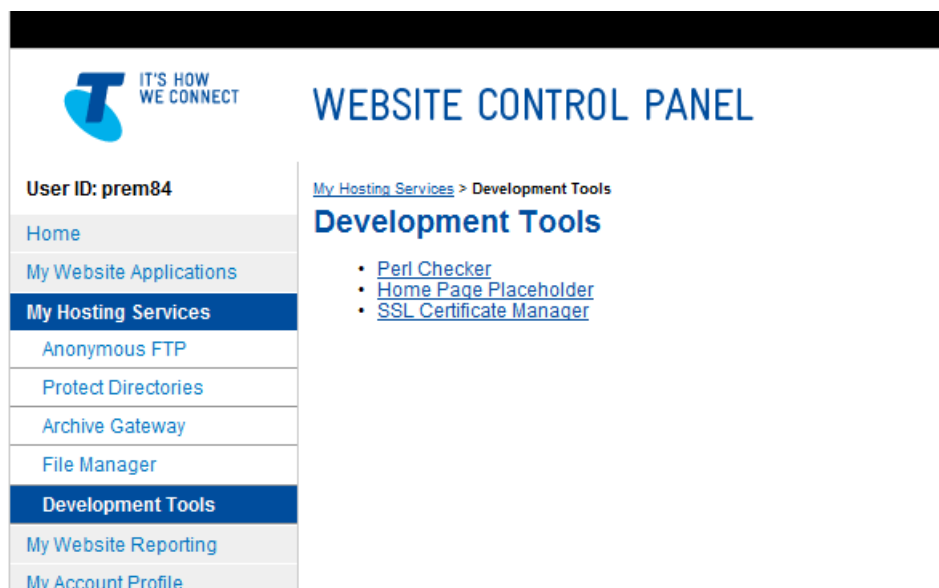 IT'S HOW
WE CONNECT
WEBSITE CONTROL PANEL
User ID: prem84
Home
My Website Applications
My Hosting Services
Anonymous FTP
Protect Directories
Archive Gateway
File Manager
Development Tools
My Website Reporting
My Account Profile
My Hosting Services > Development Tools
Development Tools
• Perl Checker
• Home Page Placeholder
• SSL Certificate Manager